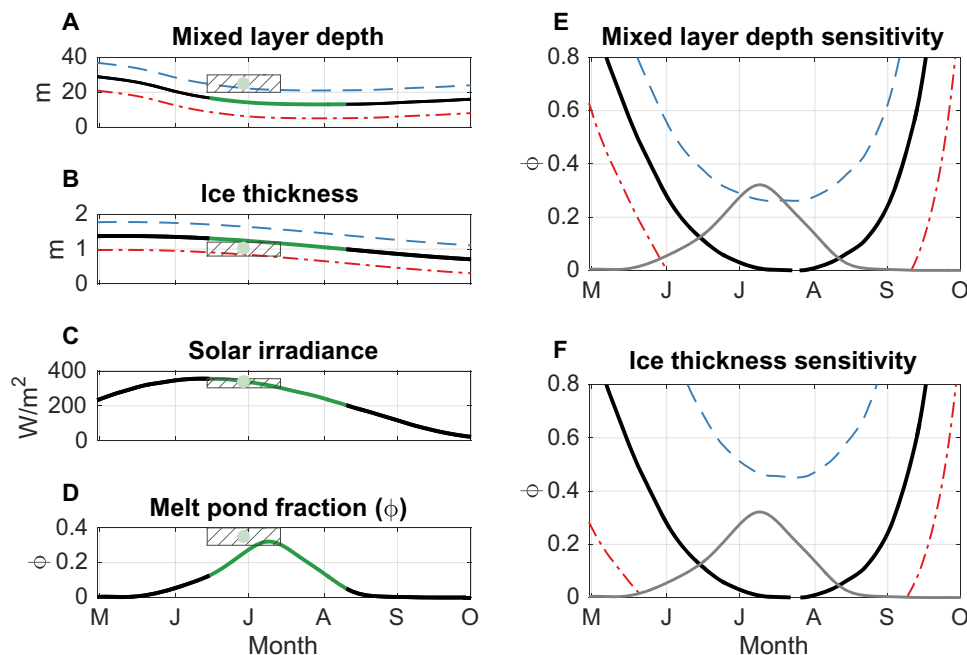 A
Mixed layer depth
40
20
0
m
B
Ice thickness
2
1
0
m
C
Solar irradiance
400
200
0
W/m²
D
Melt pond fraction (ϕ)
0.4
0.2
0
ϕ
M J J A S O
Month
E
Mixed layer depth sensitivity
0.8
0.6
0.4
0.2
0
ϕ
M J J A S O
F
Ice thickness sensitivity
0.8
0.6
0.4
0.2
0
ϕ
M J J A S O
Month